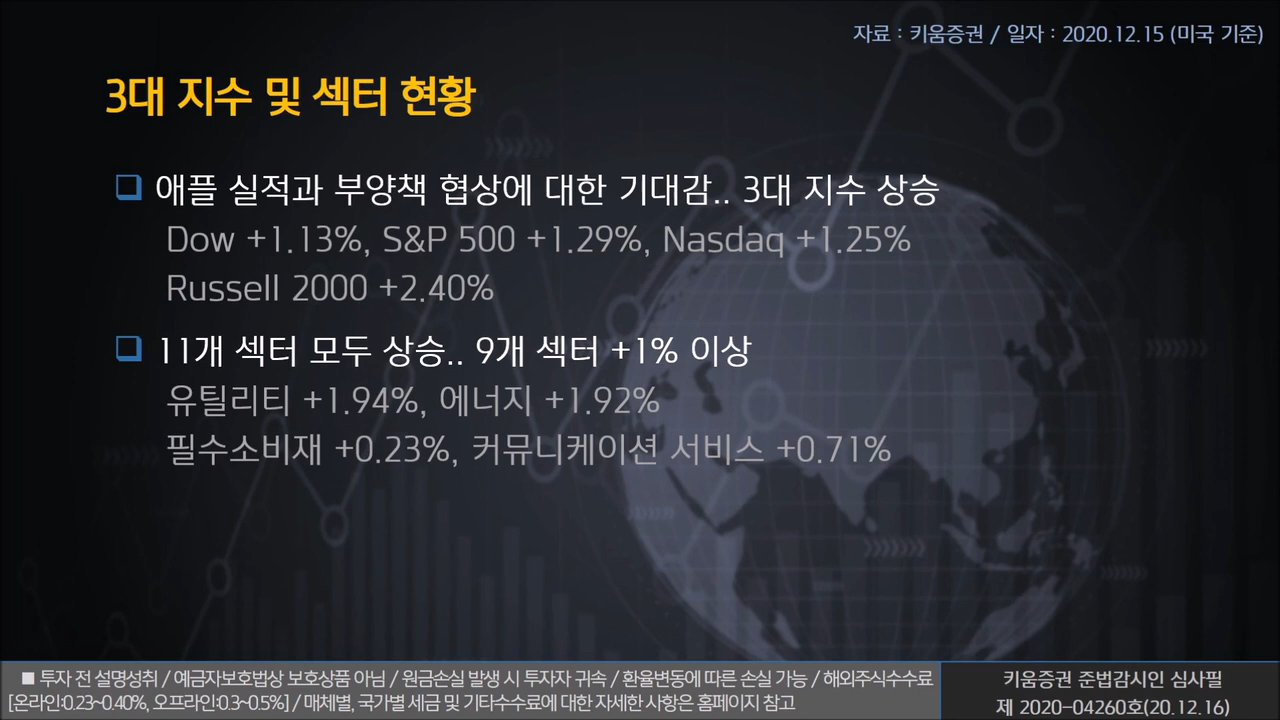 자료 : 키움증권 / 일자 : 2020.12.15 (미국 기준)
3대 지수 및 섹터 현황
❑ 애플 실적과 부양책 협상에 대한 기대감.. 3대 지수 상승
Dow +1.13%, S&P 500 +1.29%, Nasdaq +1.25%
Russell 2000 +2.40%
❑ 11개 섹터 모두 상승.. 9개 섹터 +1% 이상
유틸리티 +1.94%, 에너지 +1.92%
필수소비재 +0.23%, 커뮤니케이션 서비스 +0.71%
■ 투자 전 설명성취 / 예금자보호법상 보호상품 아님 / 원금손실 발생 시 투자자 귀속 / 환율변동에 따른 손실 가능 / 해외주식수수료
[온라인:0.23~0.40%, 오프라인:0.3~0.5%] / 매체별, 국가별 세금 및 기타수수료에 대한 자세한 사항은 홈페이지 참고
키움증권 준법감시인 심사필
제 2020-04260호(20.12.16)